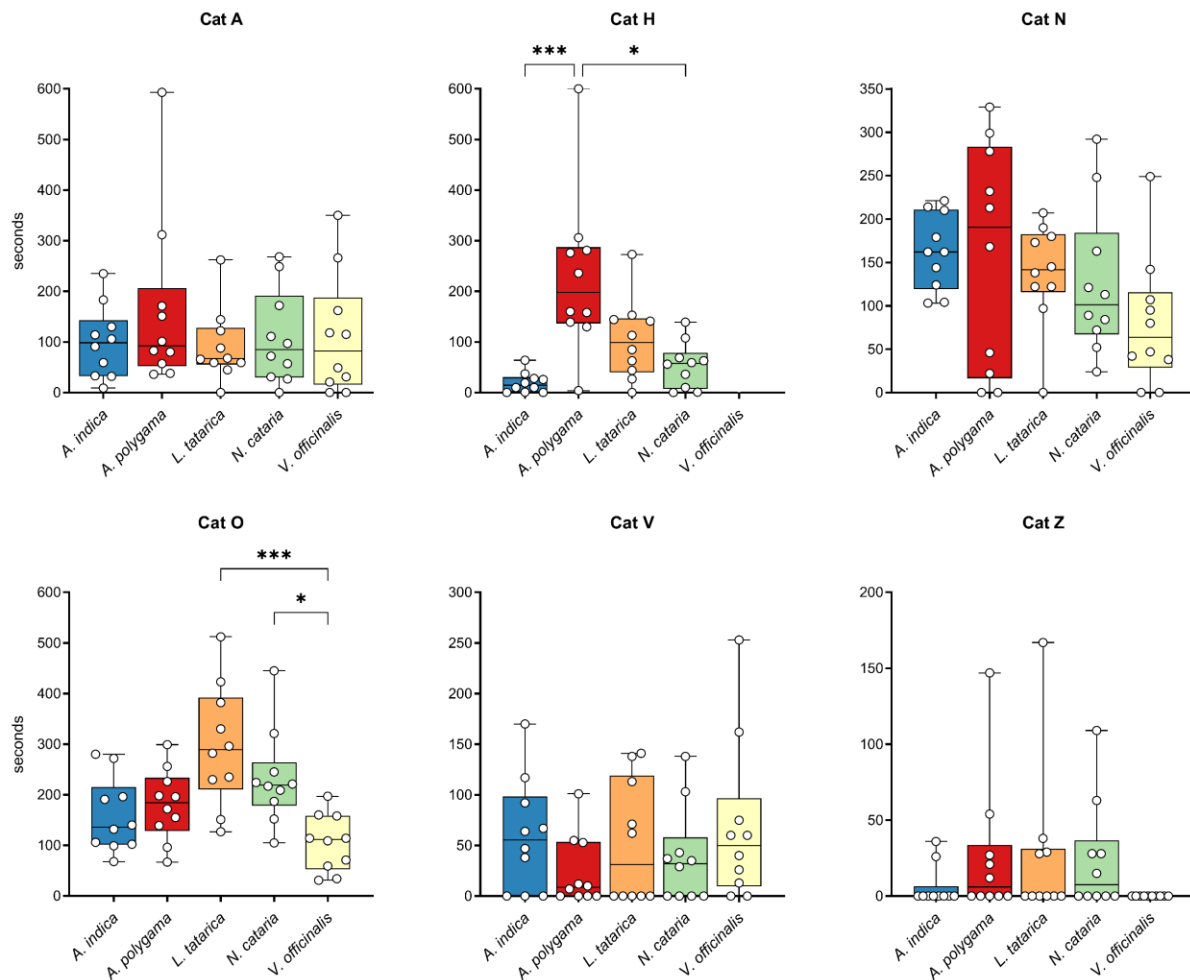 Cat A
Cat H
Cat N
*** *
600
500
400
300
200
100
0
seconds
A. indica
A. polygama
L. tatarica
N. cataria
V. officinalis
600
500
400
300
200
100
0
A. indica
A. polygama
L. tatarica
N. cataria
V. officinalis
350
300
250
200
150
100
50
0
A. indica
A. polygama
L. tatarica
N. cataria
V. officinalis
Cat O
Cat V
Cat Z
***
*
600
500
400
300
200
100
0
seconds
A. indica
A. polygama
L. tatarica
N. cataria
V. officinalis
300
250
200
150
100
50
0
A. indica
A. polygama
L. tatarica
N. cataria
V. officinalis
200
150
100
50
0
A. indica
A. polygama
L. tatarica
N. cataria
V. officinalis